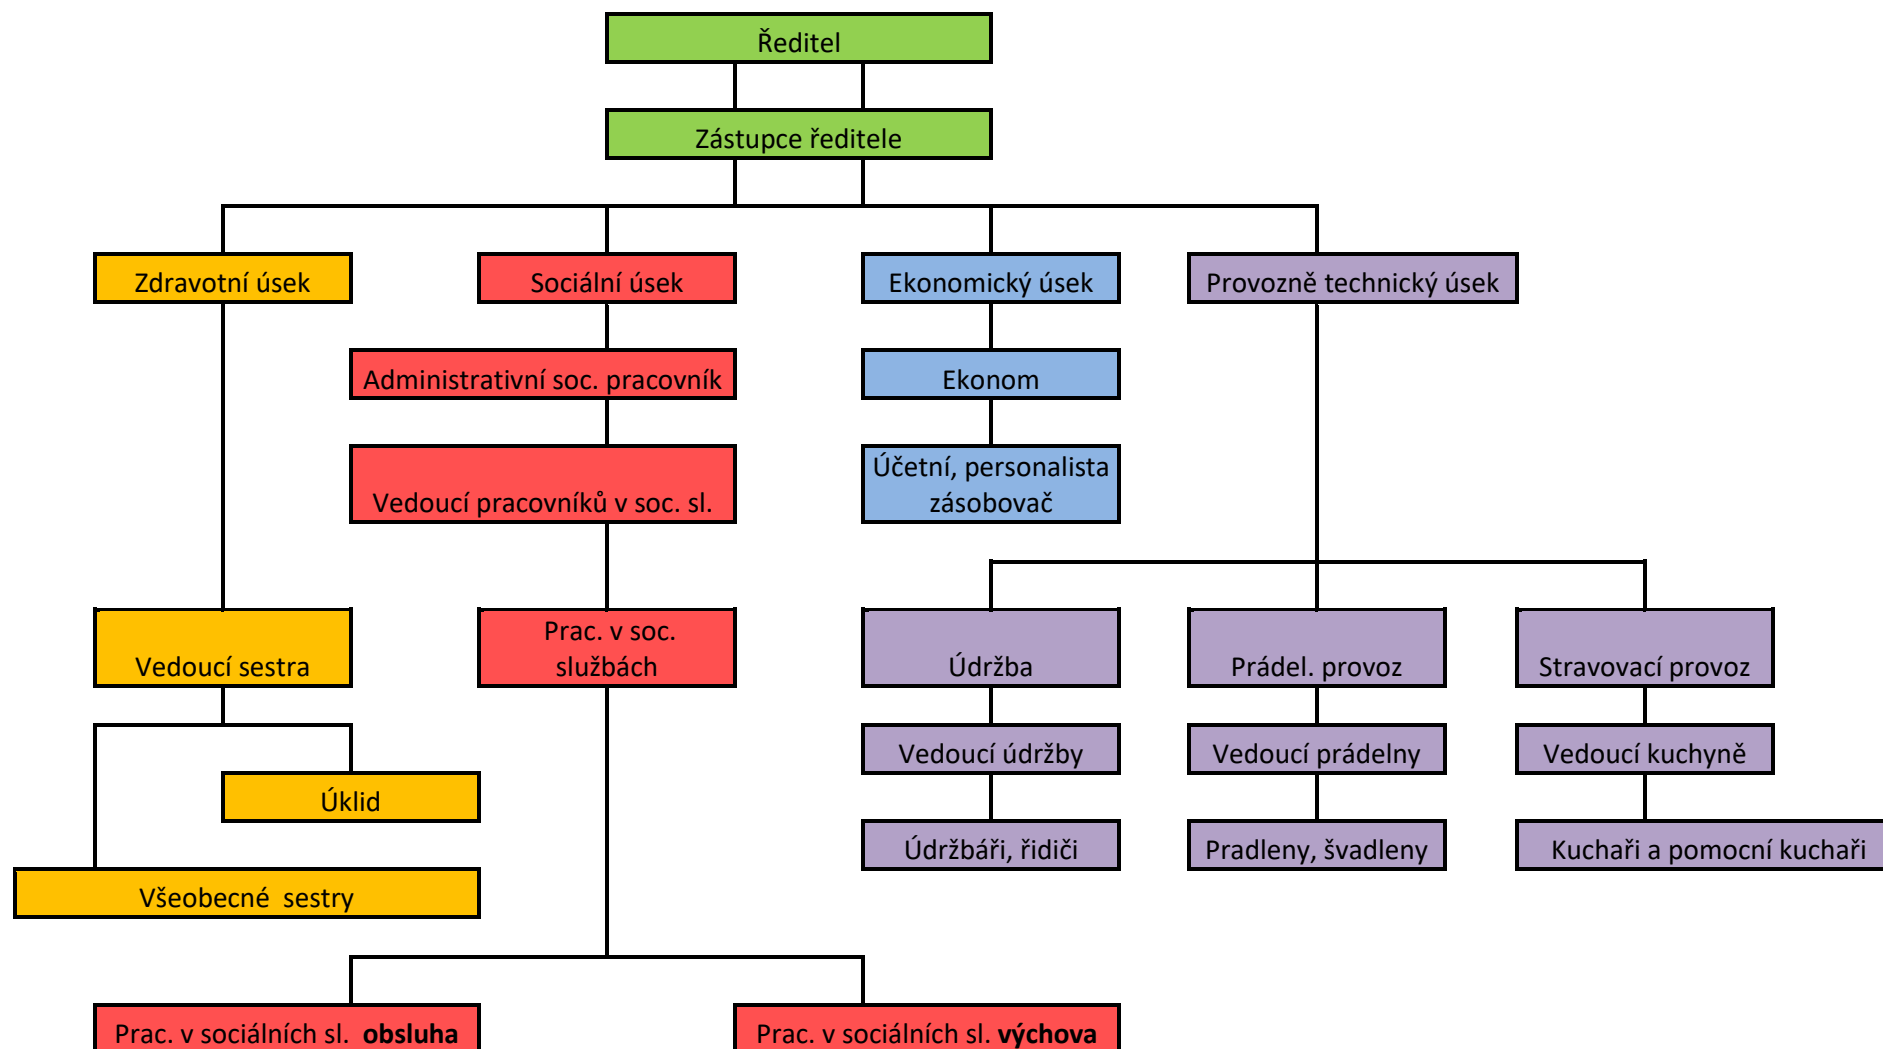 Ředitel
Zástupce ředitele
Zdravotní úsek
Sociální úsek
Ekonomický úsek
Provozně technický úsek
Administrativní soc. pracovník
Ekonom
Vedoucí pracovníků v soc. sl.
Účetní, personalista
zásobovač
Vedoucí sestra
Prac. v soc.
službách
Údržba
Prádel. provoz
Stravovací provoz
Vedoucí údržby
Vedoucí prádelny
Vedoucí kuchyně
Úklid
Údržbáři, řidiči
Pradleny, švadleny
Kuchaři a pomocní kuchaři
Všeobecné sestry
Prac. v sociálních sl. obsluha
Prac. v sociálních sl. výchova